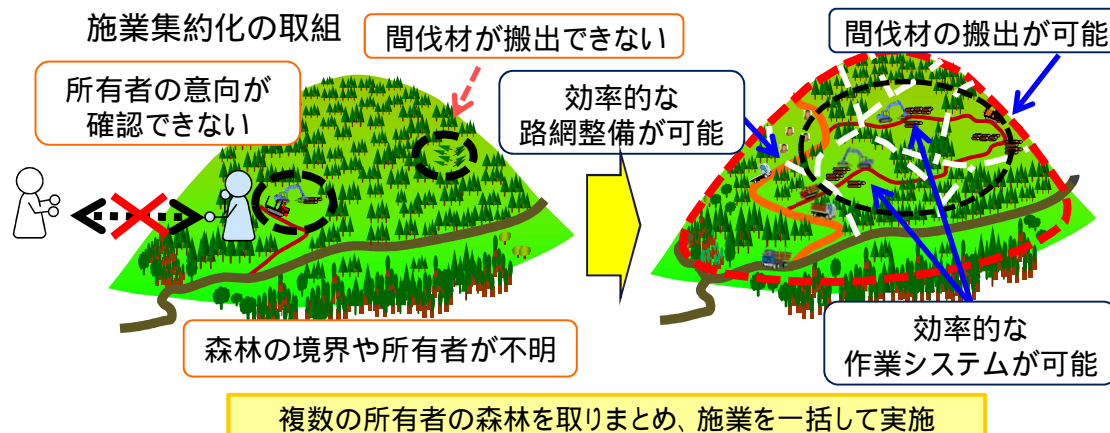 施業集約化の取組
間伐材が搬出できない
所有者の意向が
確認できない
森林の境界や所有者が不明
間伐材の搬出が可能
効率的な
路網整備が可能
効率的な
作業システムが可能
複数の所有者の森林を取りまとめ、施業を一括して実施